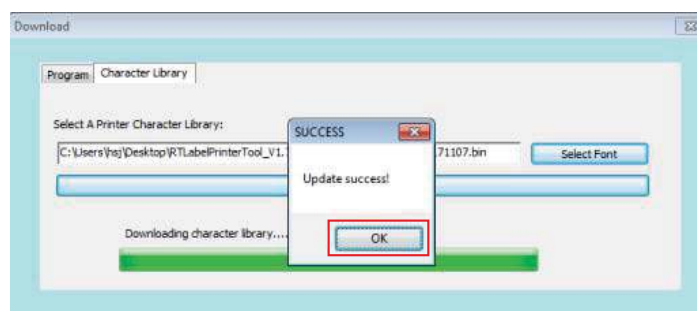 Download
Program Character Library
Select A Printer Character Library:
C:\Users\hsj\Desktop\RTLabelPrinterTool_V1. 71107.bin Select Font
SUCCESS
Update success!
Downloading character library....
OK